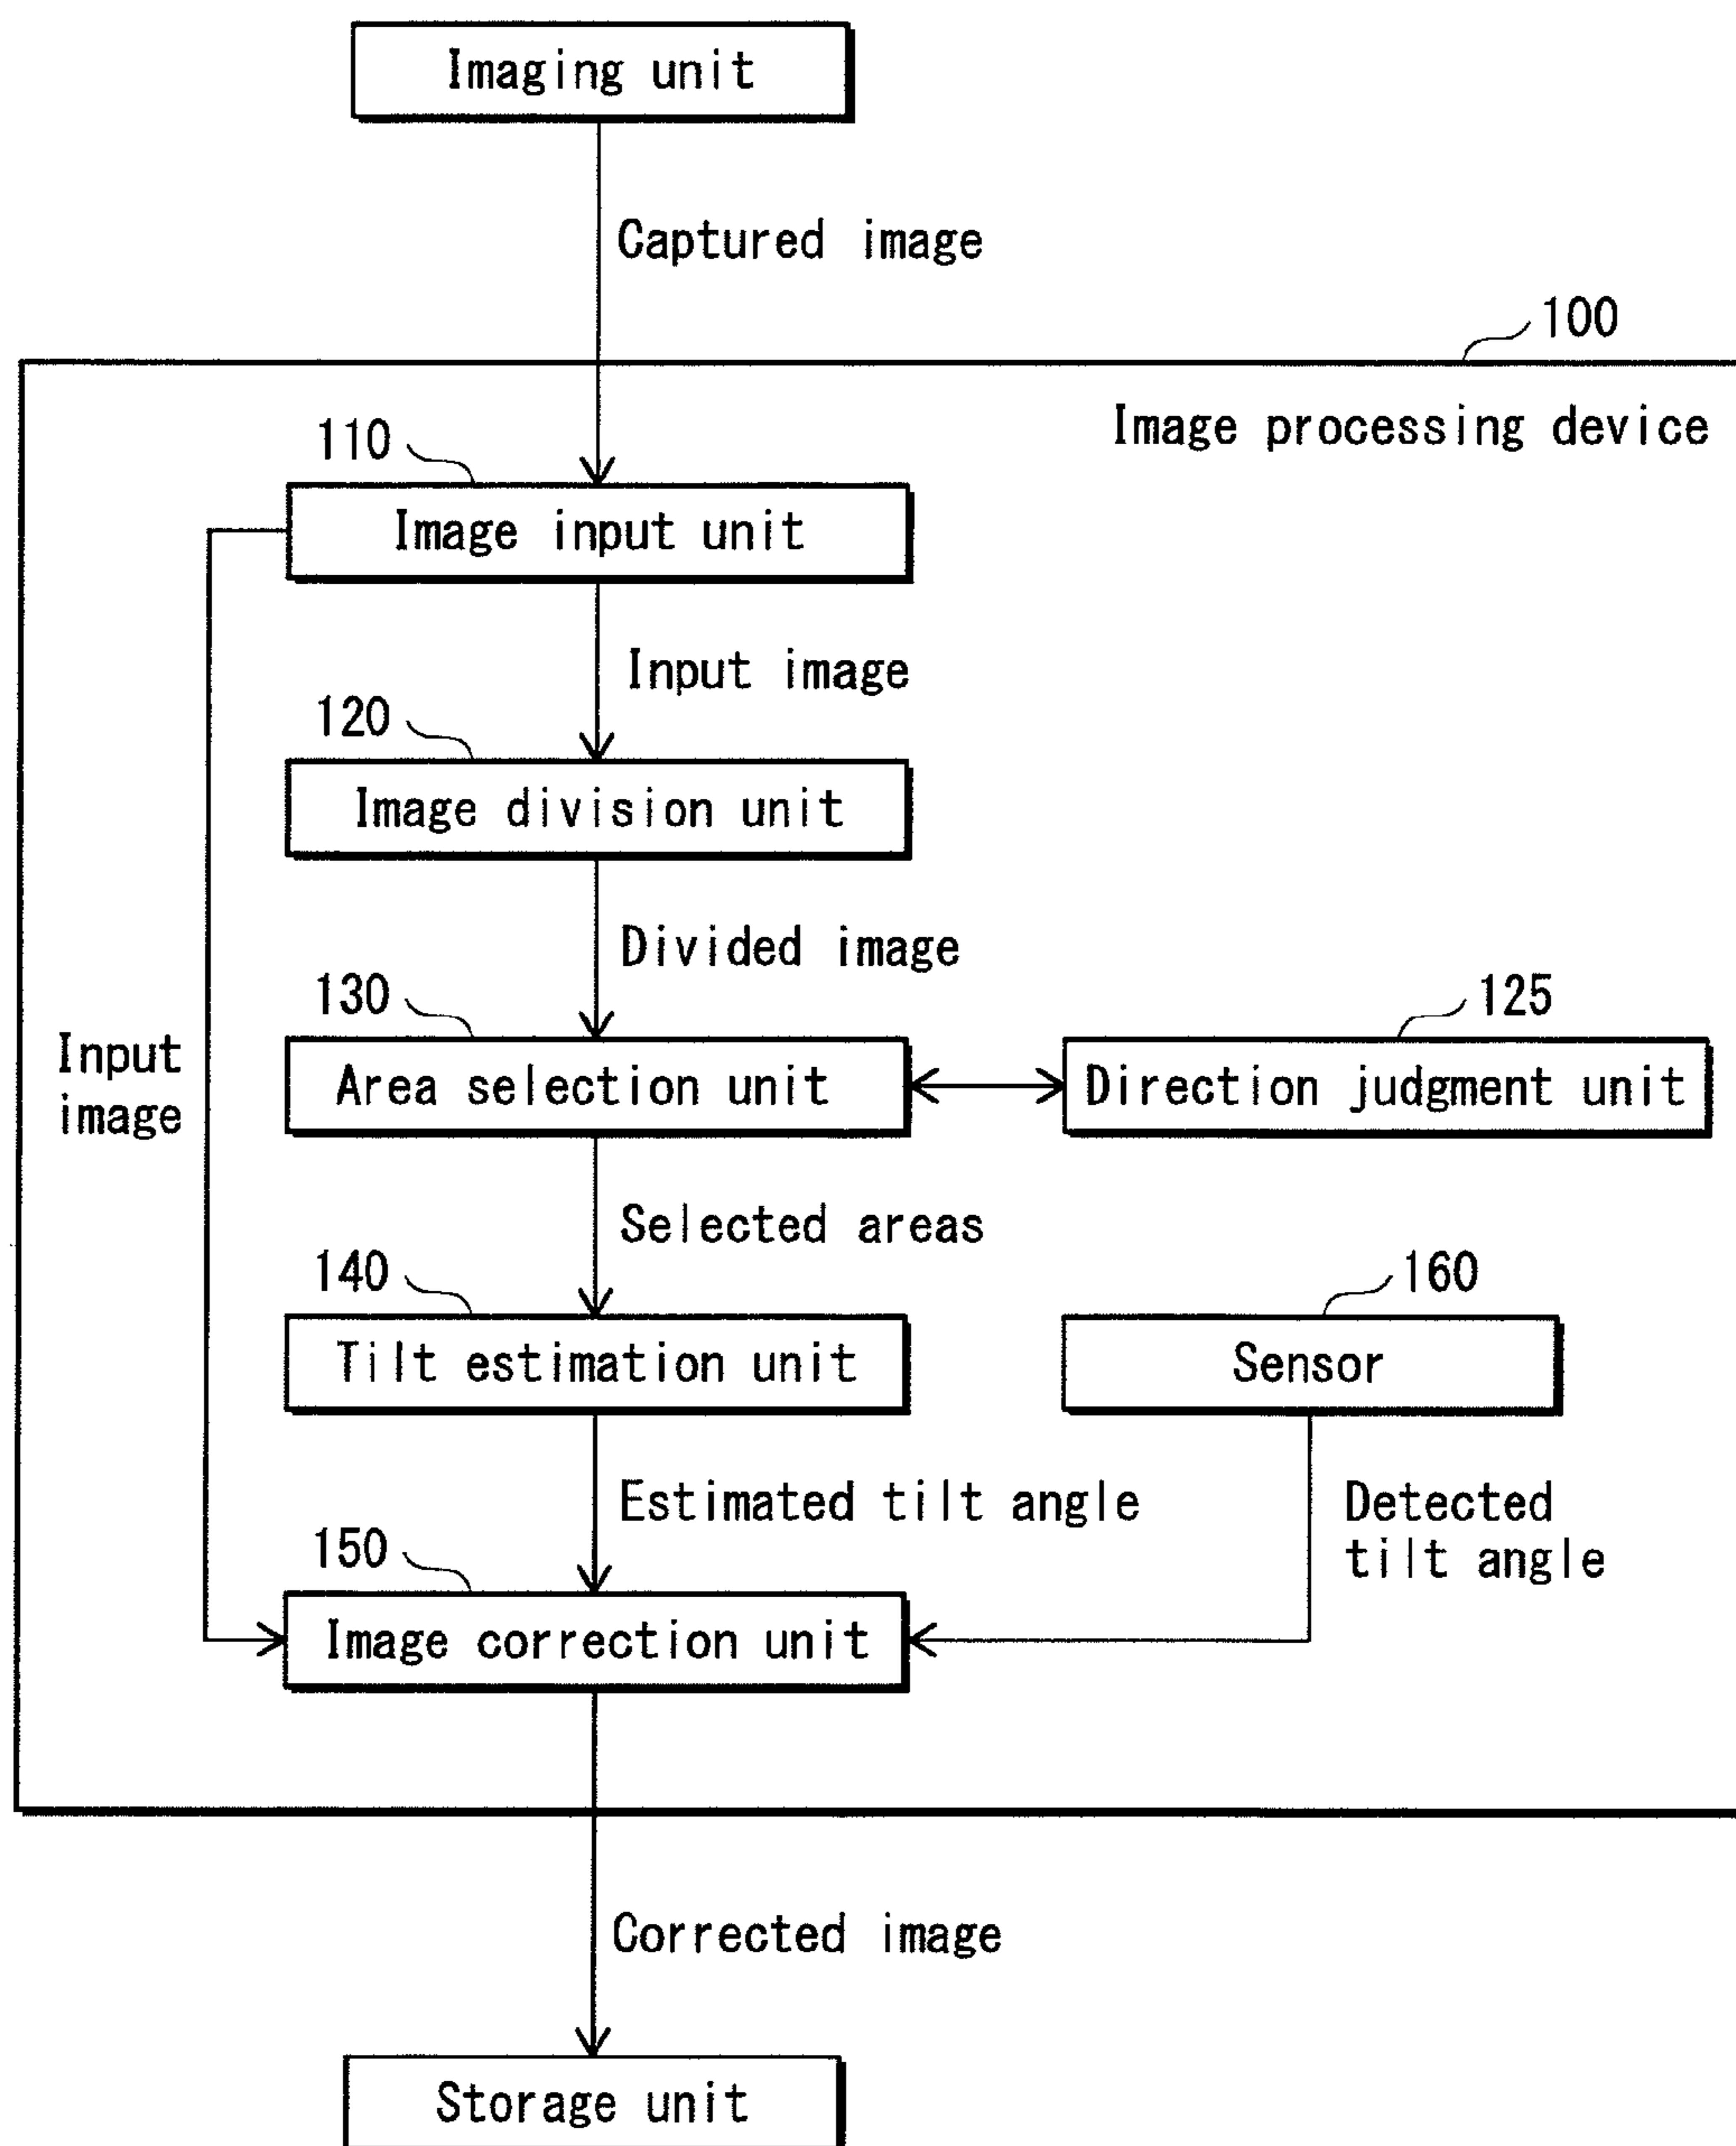 Imaging unit
Captured image
100
Image processing device
110
Image input unit
Input image
120
Image division unit
Divided image
130
125
Input
image
Area selection unit
Direction judgment unit
Selected areas
140
160
Tilt estimation unit
Sensor
Estimated tilt angle
Detected
tilt angle
150
Image correction unit
Corrected image
Storage unit